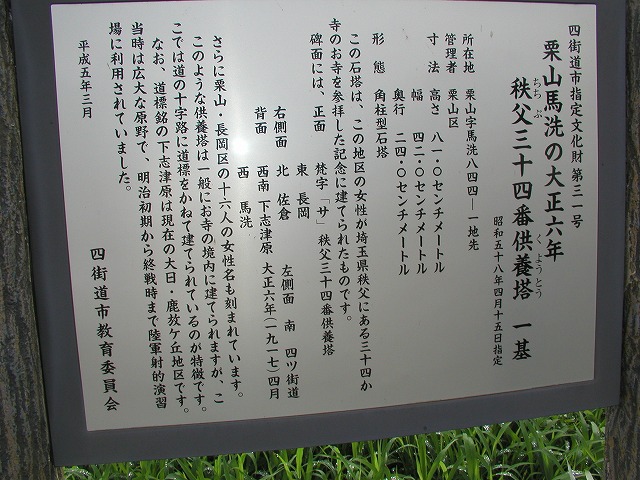 四街道市指定文化財 第三一号
栗山馬洗の大正六年
秩父三十四番供養塔 一基
ちちぶ くようとう
昭和五十八年四月十五日指定
所在地 栗山字馬洗八四四―一地先
管理者 栗山区
寸法 高さ 八一・〇センチメートル
幅 四二・〇センチメートル
奥行 二四・〇センチメートル
形態 角柱型石塔
この石塔は、この地区の女性が埼玉県秩父にある三十四か
寺のお寺を参拝した記念に建てられたものです。
碑面には、正面 梵字「サ」秩父三十四番供養塔
東 長岡
右側面 北 佐倉 左側面 南 四ツ街道
背面 西南 下志津原 大正六年(一九一七)四月
西 馬洗
さらに栗山・長岡区の十六人の女性名も刻まれています。
このような供養塔は一般にお寺の境内に建てられますが、こ
こでは道の十字路に道標をかねて建てられているのが特徴です。
なお、道標銘の下志津原は現在の大日・鹿放ケ丘地区です。
当時は広大な原野で、明治初期から終戦時まで陸軍射的演習
場に利用されていました。
平成五年三月
四街道市教育委員会